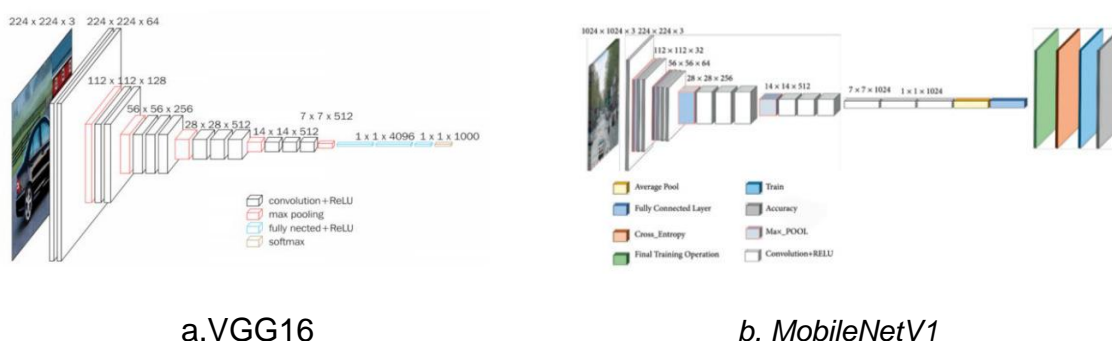 224 x 224 x 3
224 x 224 x 64
112 x 112 x 128
56 x 56 x 256
28 x 28 x 512
14 x 14 x 512
7 x 7 x 512
1 x 1 x 4096
1 x 1 x 1000
convolution+ReLU
max pooling
fully nected+ReLU
softmax
a.VGG16
1024 × 1024 × 3
224 × 224 × 3
112 × 112 × 32
56 × 56 × 64
28 × 28 × 256
14 × 14 × 512
7 × 7 × 1024
1 × 1 × 1024
Average Pool
Fully Connected Layer
Cross_Entropy
Final Training Operation
Train
Accuracy
Max_POOL
Convolution+RELU
b. MobileNetV1